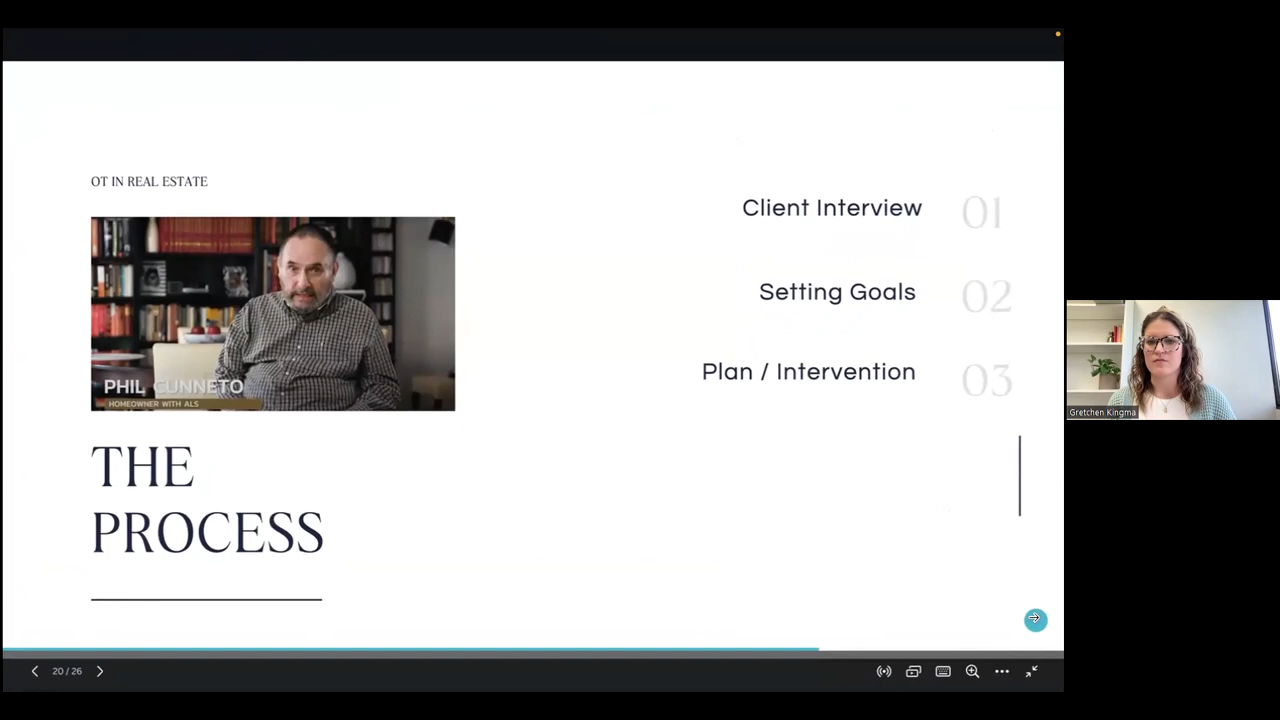 OT IN REAL ESTATE
PHIL CUNNETO
HOMEOWNER WITH ALS
THE
PROCESS
Client Interview 01
Setting Goals 02
Plan / Intervention 03
Gretchen Kingma
20 / 26